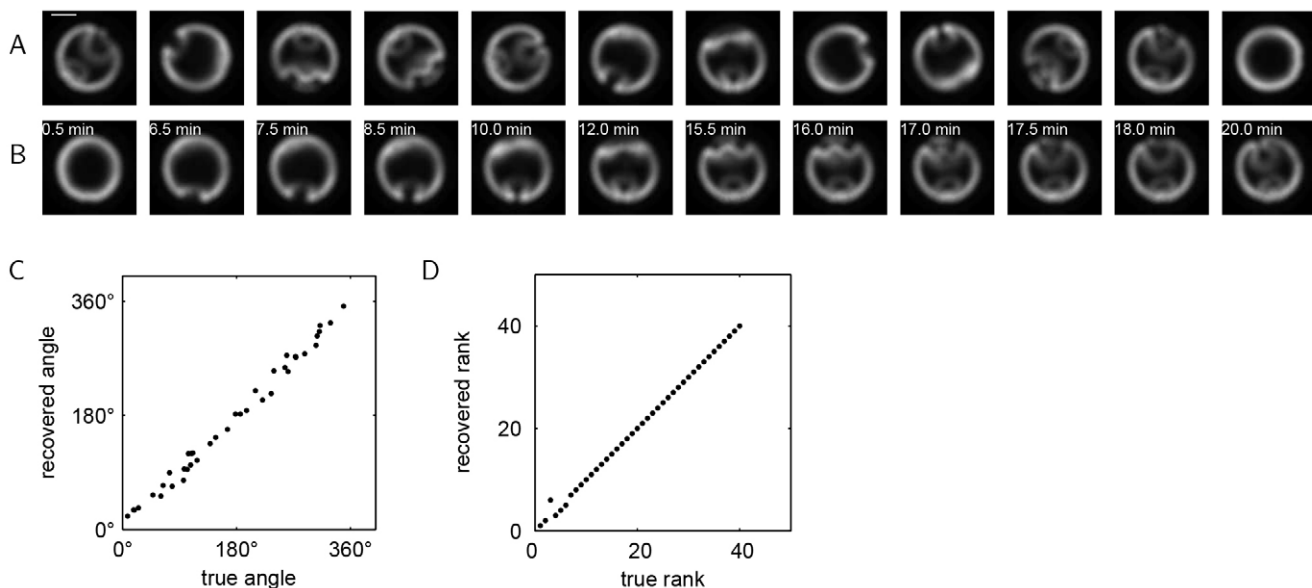 A
B
0.5 min 6.5 min 7.5 min 8.5 min 10.0 min 12.0 min 15.5 min 16.0 min 17.0 min 17.5 min 18.0 min 20.0 min
C
D
360°
180°
0°
0° 180° 360°
recovered angle
true angle
40
20
0
0 20 40
recovered rank
true rank